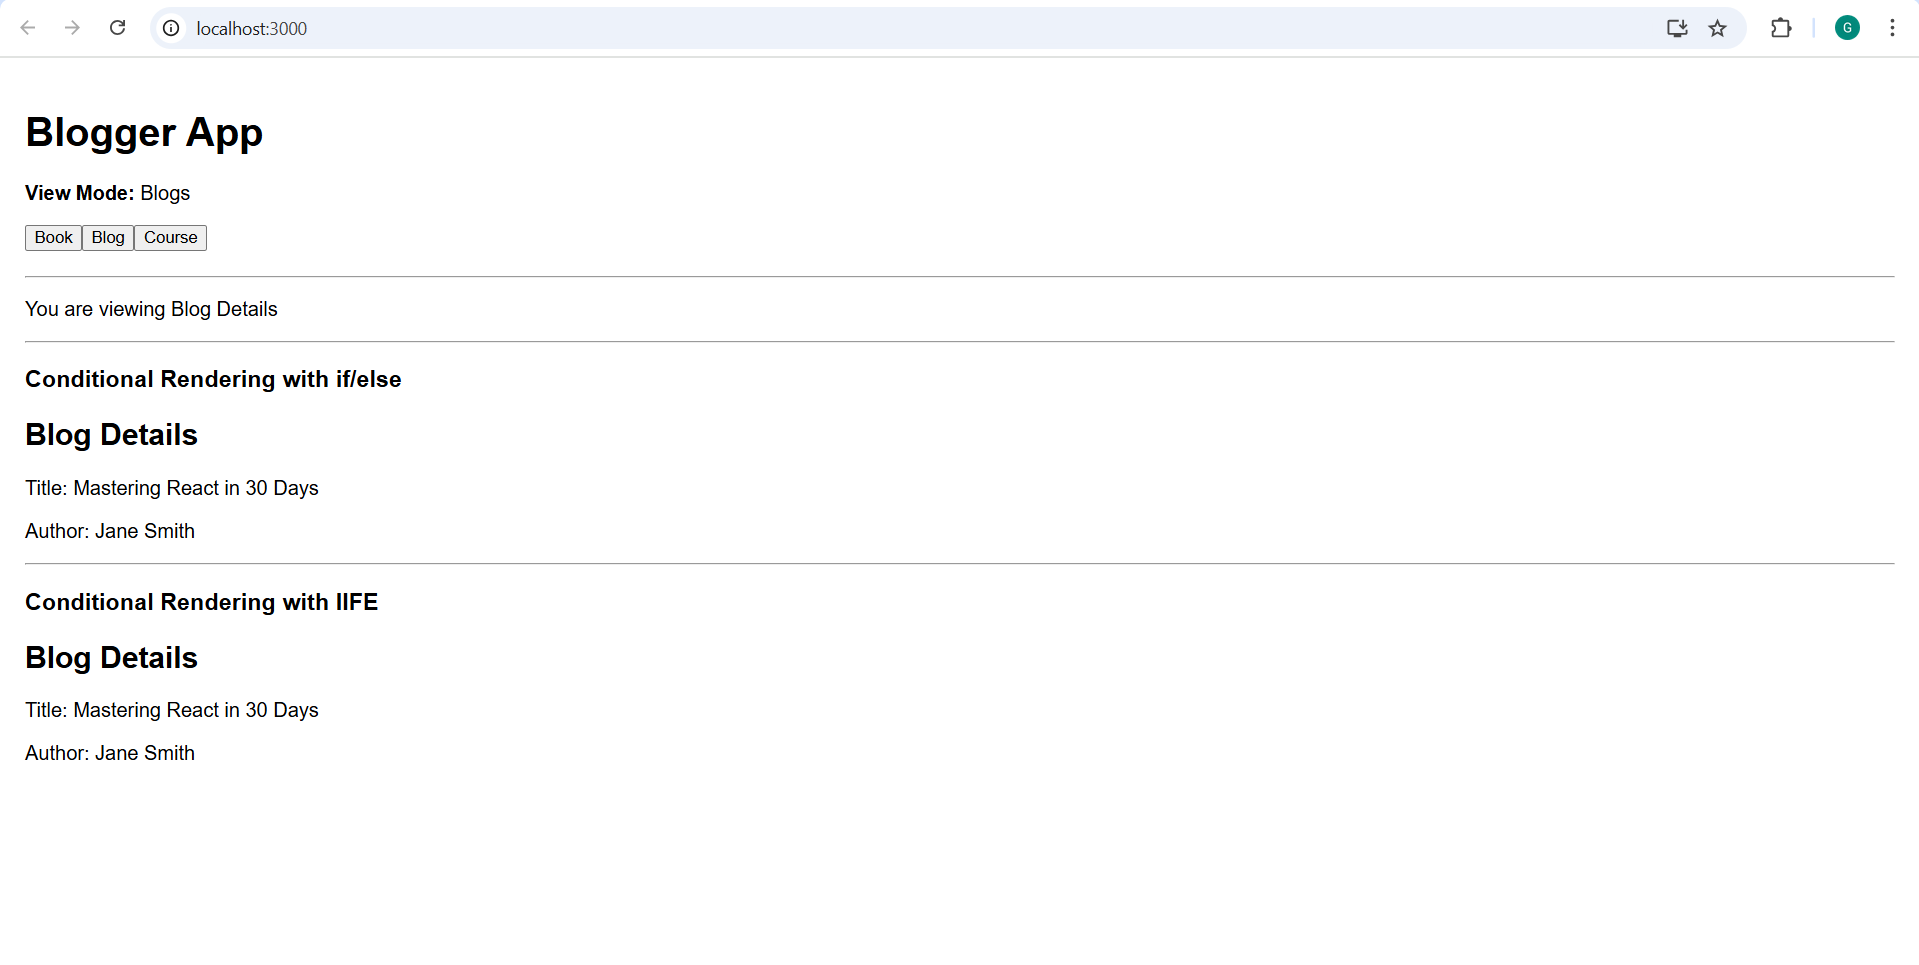 localhost:3000
G
Blogger App
View Mode: Blogs
Book Blog Course
You are viewing Blog Details
Conditional Rendering with if/else
Blog Details
Title: Mastering React in 30 Days
Author: Jane Smith
Conditional Rendering with IIFE
Blog Details
Title: Mastering React in 30 Days
Author: Jane Smith